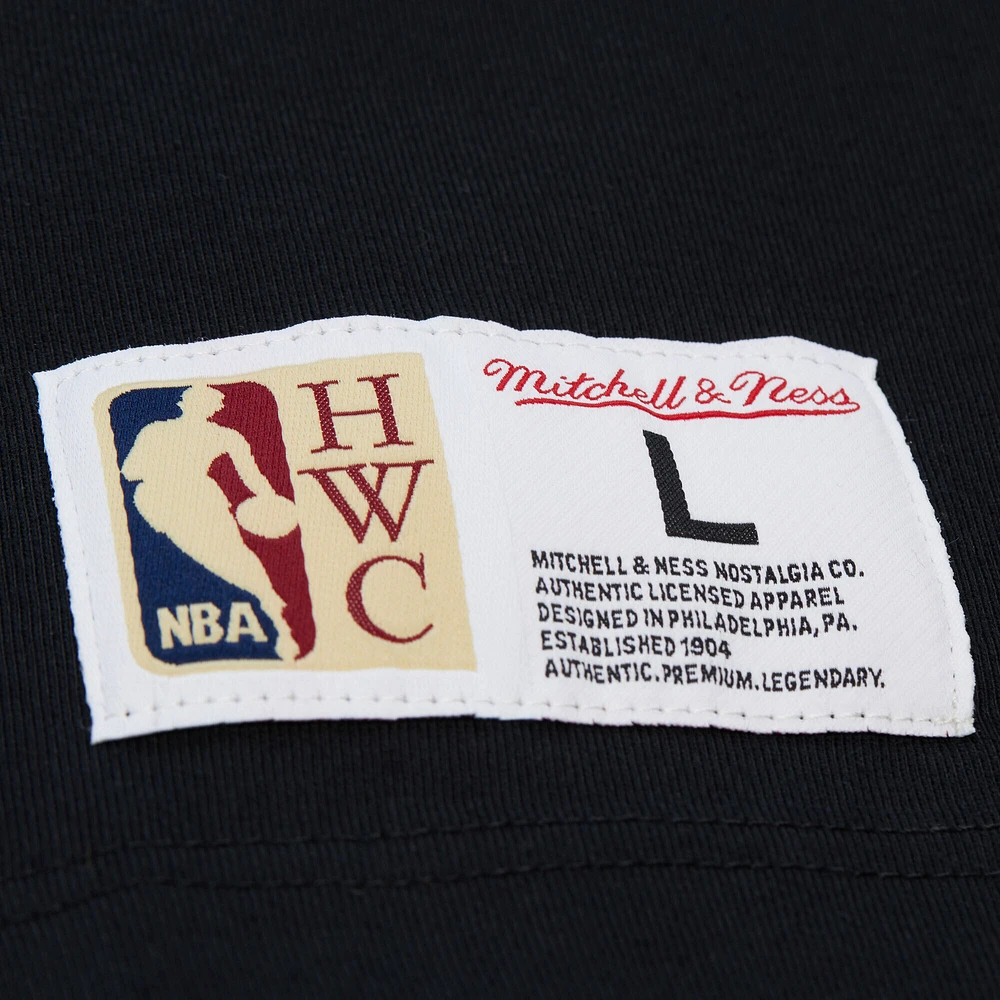 NBA
H
W
C
Mitchell & Ness
L
MITCHELL & NESS NOSTALGIA CO.
AUTHENTIC LICENSED APPAREL
DESIGNED IN PHILADELPHIA, PA.
ESTABLISHED 1904
AUTHENTIC.PREMIUM.LEGENDARY.